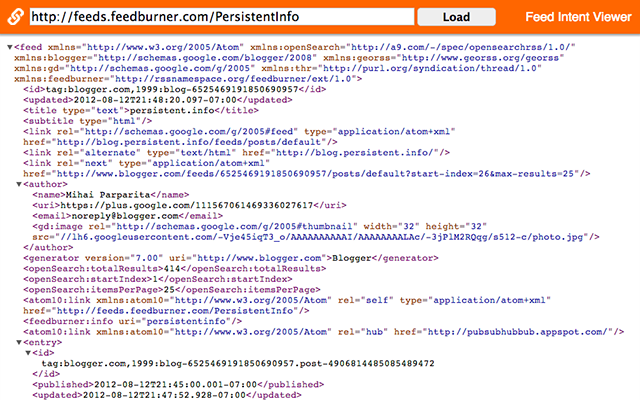 http://feeds.feedburner.com/PersistentInfo Load Feed Intent Viewer
▼<feed xmlns="http://www.w3.org/2005/Atom" xmlns:openSearch="http://a9.com/-/spec/opensearchrss/1.0/"
xmlns:blogger="http://schemas.google.com/blogger/2008" xmlns:georss="http://www.georss.org/georss"
xmlns:gd="http://schemas.google.com/g/2005" xmlns:thr="http://purl.org/syndication/thread/1.0"
xmlns:feedburner="http://rssnamespace.org/feedburner/ext/1.0">
<id>tag:blogger.com,1999:blog-6525469191850690957</id>
<updated>2012-08-12T21:48:20.097-07:00</updated>
<title type="text">persistent.info</title>
<subtitle type="html"/>
<link rel="http://schemas.google.com/g/2005#feed" type="application/atom+xml"
href="http://blog.persistent.info/feeds/posts/default"/>
<link rel="alternate" type="text/html" href="http://blog.persistent.info/"/>
<link rel="next" type="application/atom+xml"
href="http://www.blogger.com/feeds/6525469191850690957/posts/default?start-index=26&max-results=25"/>
▼<author>
<name>Mihai Parparita</name>
<uri>https://plus.google.com/111567061469336027617</uri>
<email>noreply@blogger.com</email>
<gd:image rel="http://schemas.google.com/g/2005#thumbnail" width="32" height="32"
src="//lh6.googleusercontent.com/-Vje45iqT3_o/AAAAAAAAAAI/AAAAAAAALAc/-3jPlM2RQqg/s512-c/photo.jpg"/>
</author>
<generator version="7.00" uri="http://www.blogger.com">Blogger</generator>
<openSearch:totalResults>414</openSearch:totalResults>
<openSearch:startIndex>1</openSearch:startIndex>
<openSearch:itemsPerPage>25</openSearch:itemsPerPage>
<atom10:link xmlns:atom10="http://www.w3.org/2005/Atom" rel="self" type="application/atom+xml"
href="http://feeds.feedburner.com/PersistentInfo"/>
<feedburner:info uri="persistentinfo"/>
<atom10:link xmlns:atom10="http://www.w3.org/2005/Atom" rel="hub" href="http://pubsubhubbub.appspot.com/"/>
▼<entry>
▼<id>
tag:blogger.com,1999:blog-6525469191850690957.post-4906814485085489472
</id>
<published>2012-08-12T21:45:00.001-07:00</published>
<updated>2012-08-12T21:47:52.928-07:00</updated>